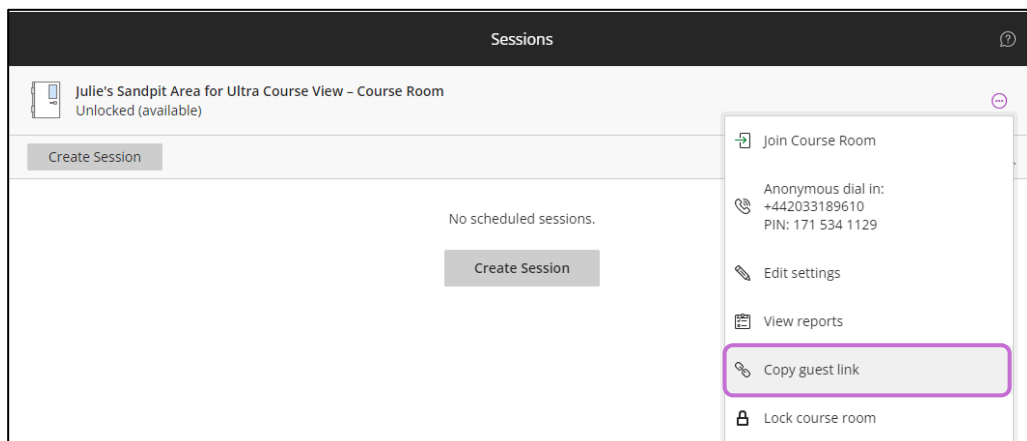 Sessions
Julie's Sandpit Area for Ultra Course View – Course Room
Unlocked (available)
Create Session
No scheduled sessions.
Create Session
Join Course Room
Anonymous dial in:
+442033189610
PIN: 171 534 1129
Edit settings
View reports
Copy guest link
Lock course room